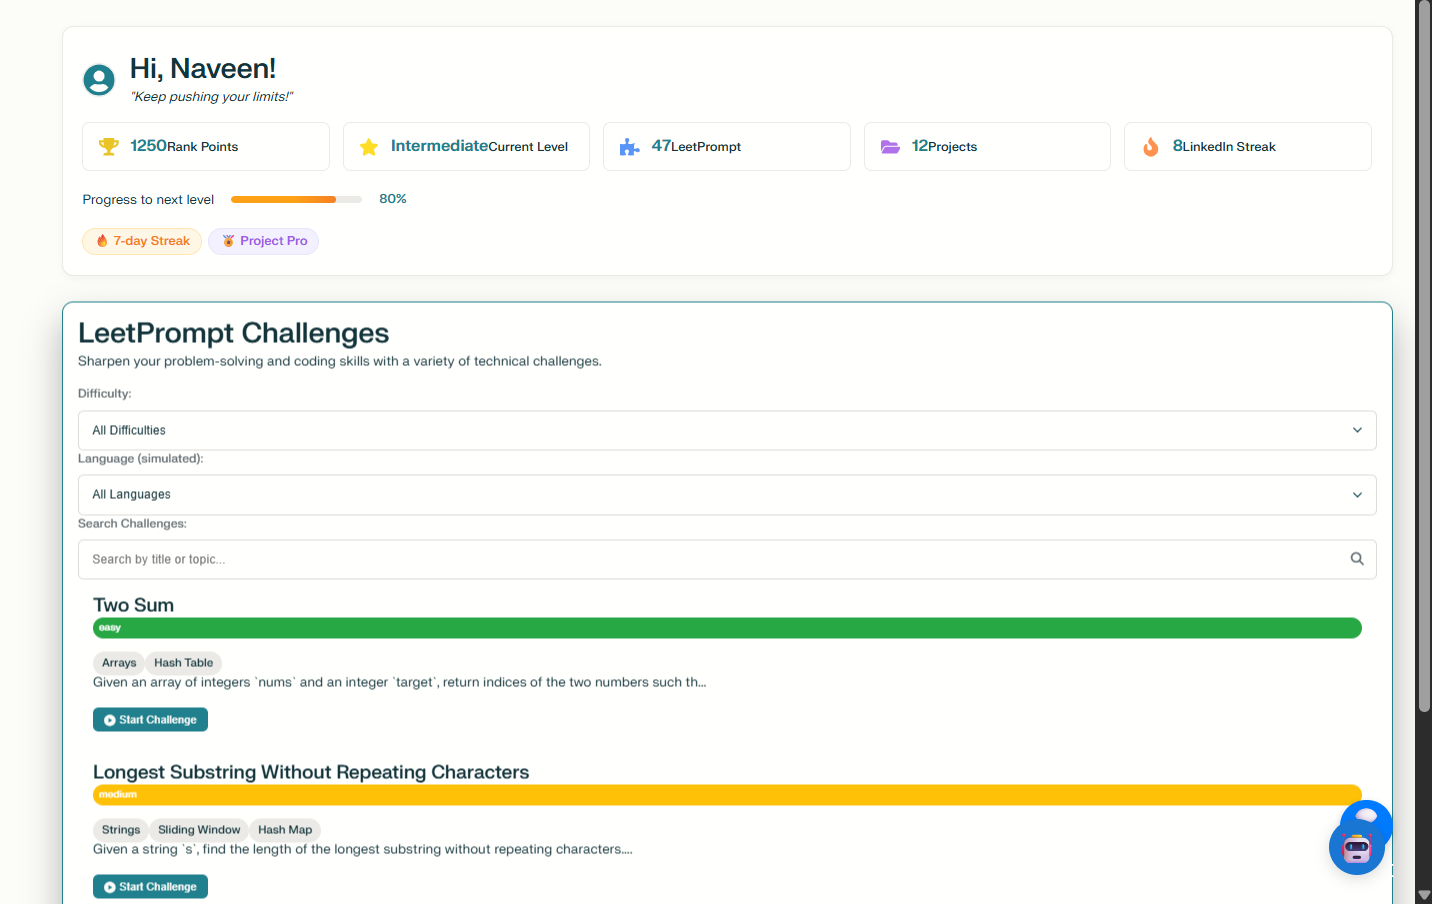 Hi, Naveen!
"Keep pushing your limits!"
1250Rank Points
IntermediateCurrent Level
47LeetPrompt
12Projects
8LinkedIn Streak
Progress to next level 80%
7-day Streak
Project Pro
LeetPrompt Challenges
Sharpen your problem-solving and coding skills with a variety of technical challenges.
Difficulty:
All Difficulties
Language (simulated):
All Languages
Search Challenges:
Search by title or topic...
Two Sum
easy
Arrays Hash Table
Given an array of integers `nums` and an integer `target`, return indices of the two numbers such th...
Start Challenge
Longest Substring Without Repeating Characters
medium
Strings Sliding Window Hash Map
Given a string `s`, find the length of the longest substring without repeating characters....
Start Challenge